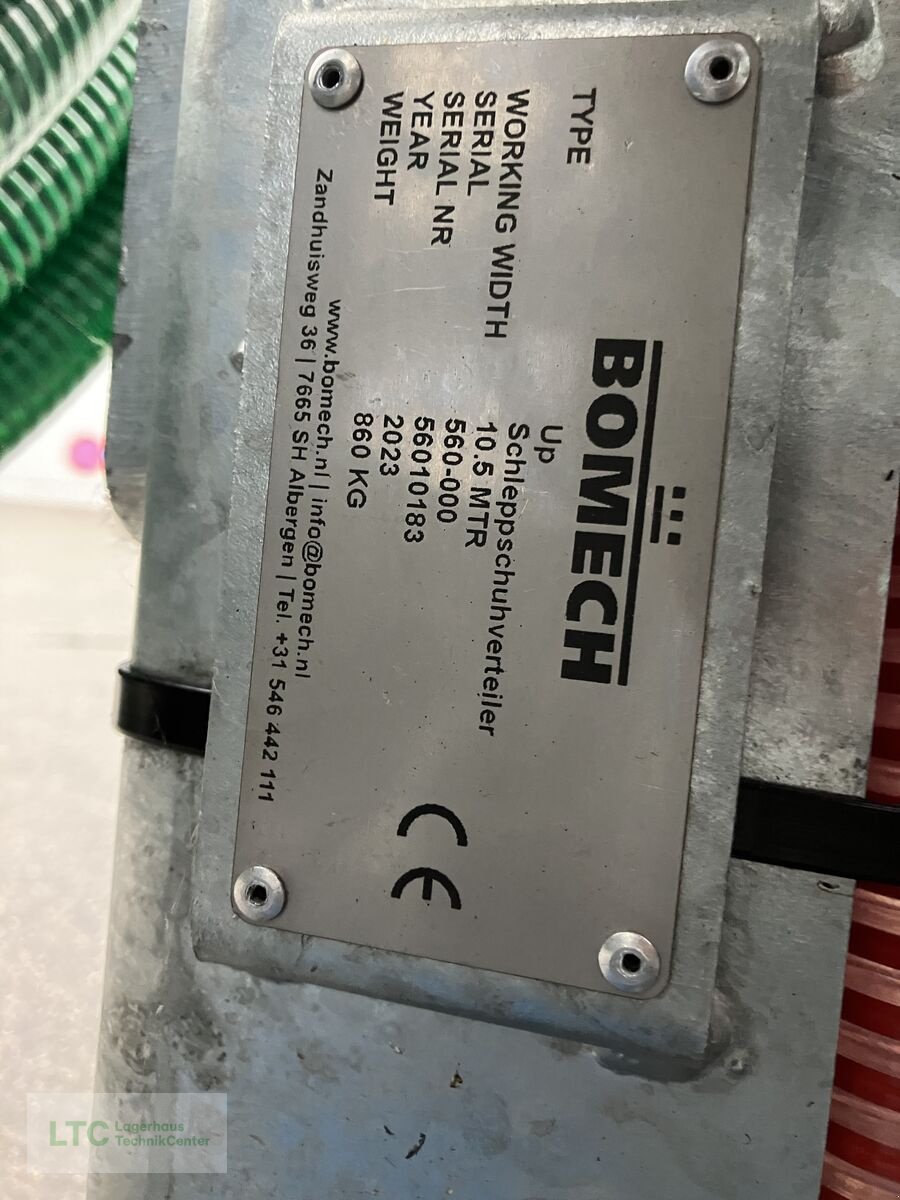 BOMECH
TYPE Up
Schleppschuhverteiler
WORKING WIDTH 10.5 MTR
SERIAL 560-000
SERIAL NR 56010183
YEAR 2023
WEIGHT 860 KG
www.bomech.nl | info@bomech.nl
Zandhuisweg 36 | 7665 SH Albergen | Tel. +31 546 442 111
CE
LTC Lagerhaus
TechnikCenter